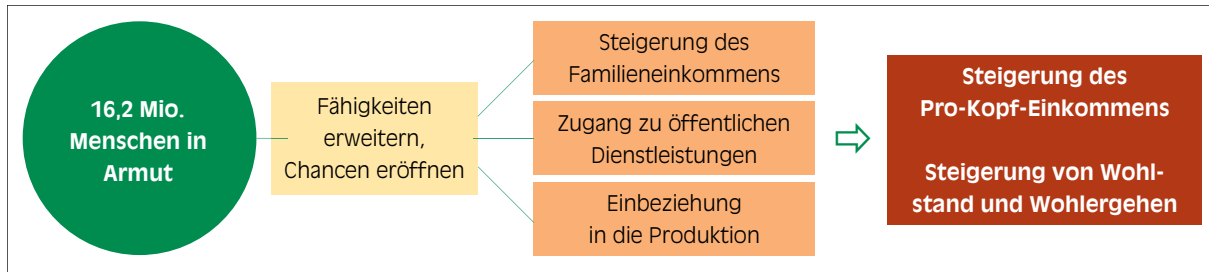 16,2 Mio.
Menschen in
Armut
Fähigkeiten
erweitern,
Chancen eröffnen
Steigerung des
Familieneinkommens
Zugang zu öffentlichen
Dienstleistungen
Einbeziehung
in die Produktion
Steigerung des
Pro-Kopf-Einkommens
Steigerung von Wohl-
stand und Wohlergehen